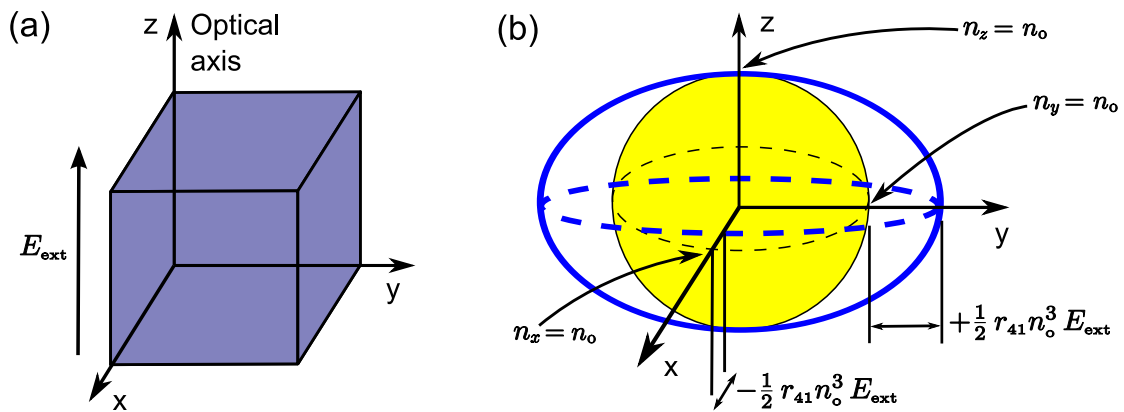 (a)
z Optical
axis
E_ext
y
x
(b)
z
n_z = n_o
n_y = n_o
y
n_x = n_o
x
+½ r_41 n_o^3 E_ext
−½ r_41 n_o^3 E_ext